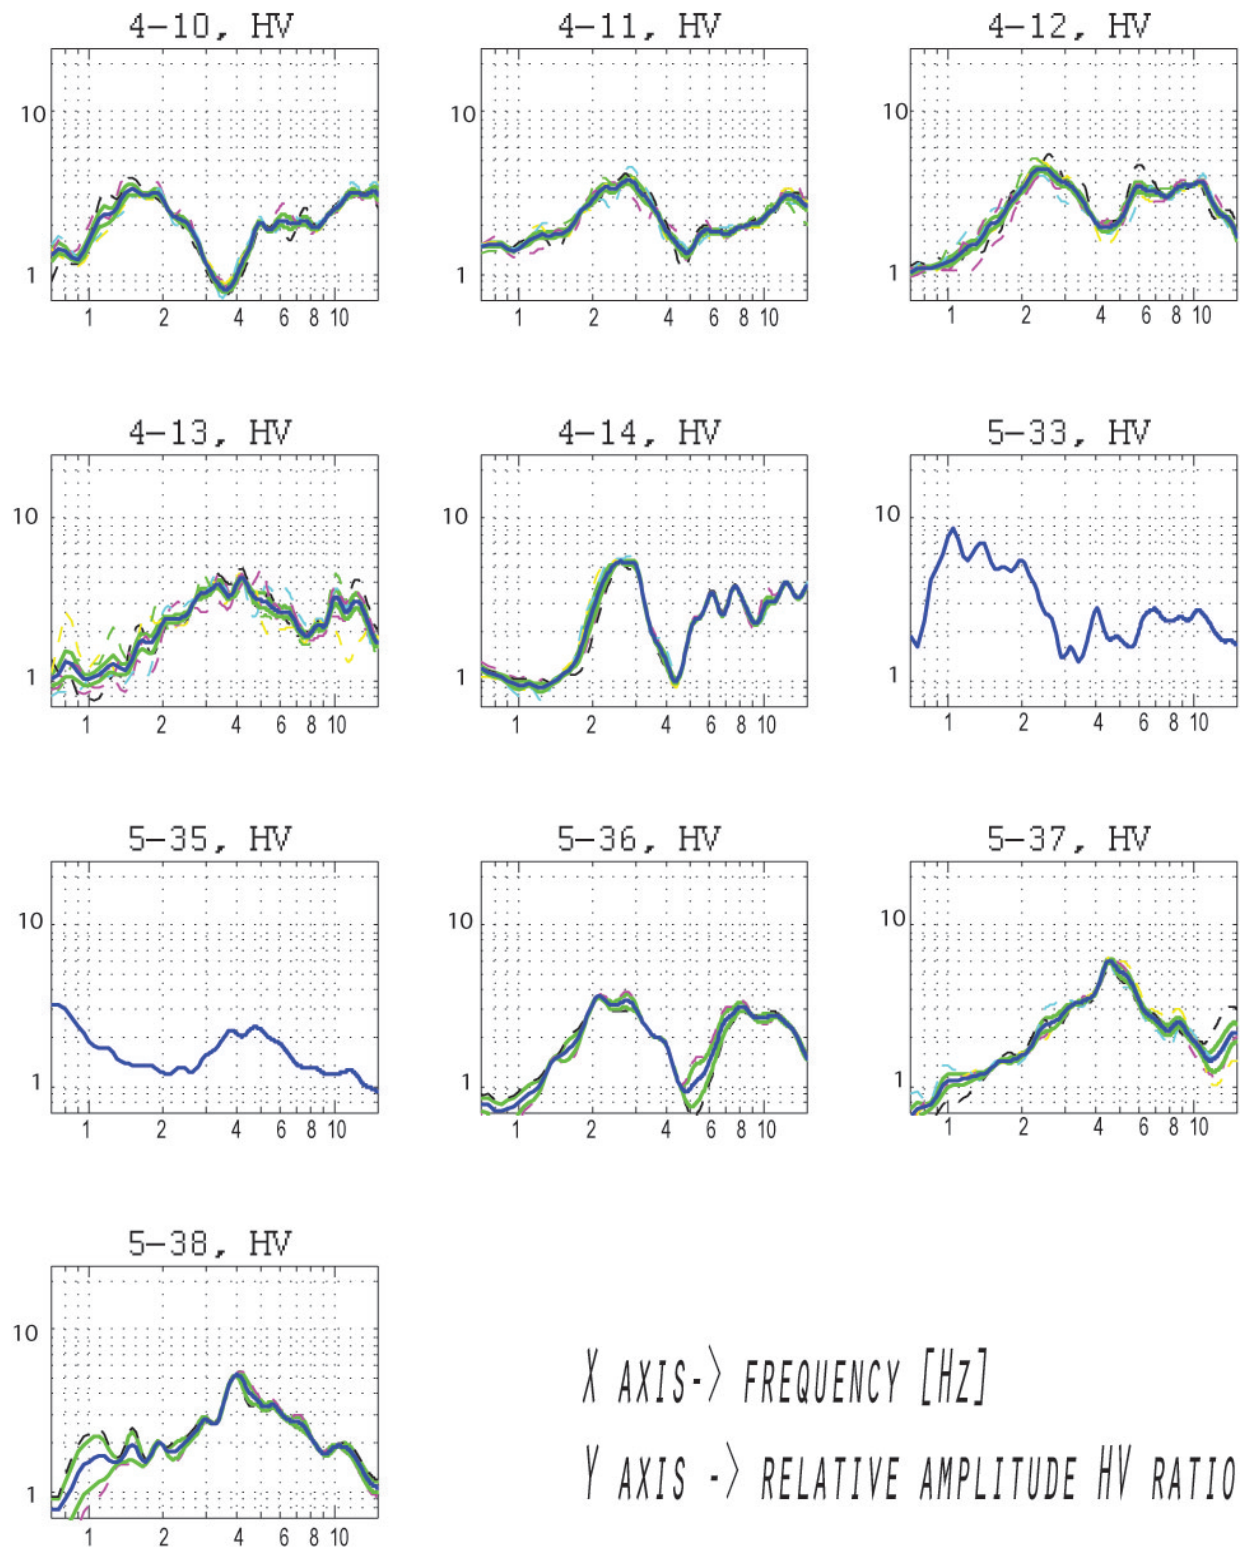 4-10, HV 4-11, HV 4-12, HV
10 10 10
1 1 1
1 2 4 6 8 10 1 2 4 6 8 10 1 2 4 6 8 10
4-13, HV 4-14, HV 5-33, HV
10 10 10
1 1 1
1 2 4 6 8 10 1 2 4 6 8 10 1 2 4 6 8 10
5-35, HV 5-36, HV 5-37, HV
10 10 10
1 1 1
1 2 4 6 8 10 1 2 4 6 8 10 1 2 4 6 8 10
5-38, HV
10
1
1 2 4 6 8 10
X AXIS-> FREQUENCY [HZ]
Y AXIS -> RELATIVE AMPLITUDE HV RATIO